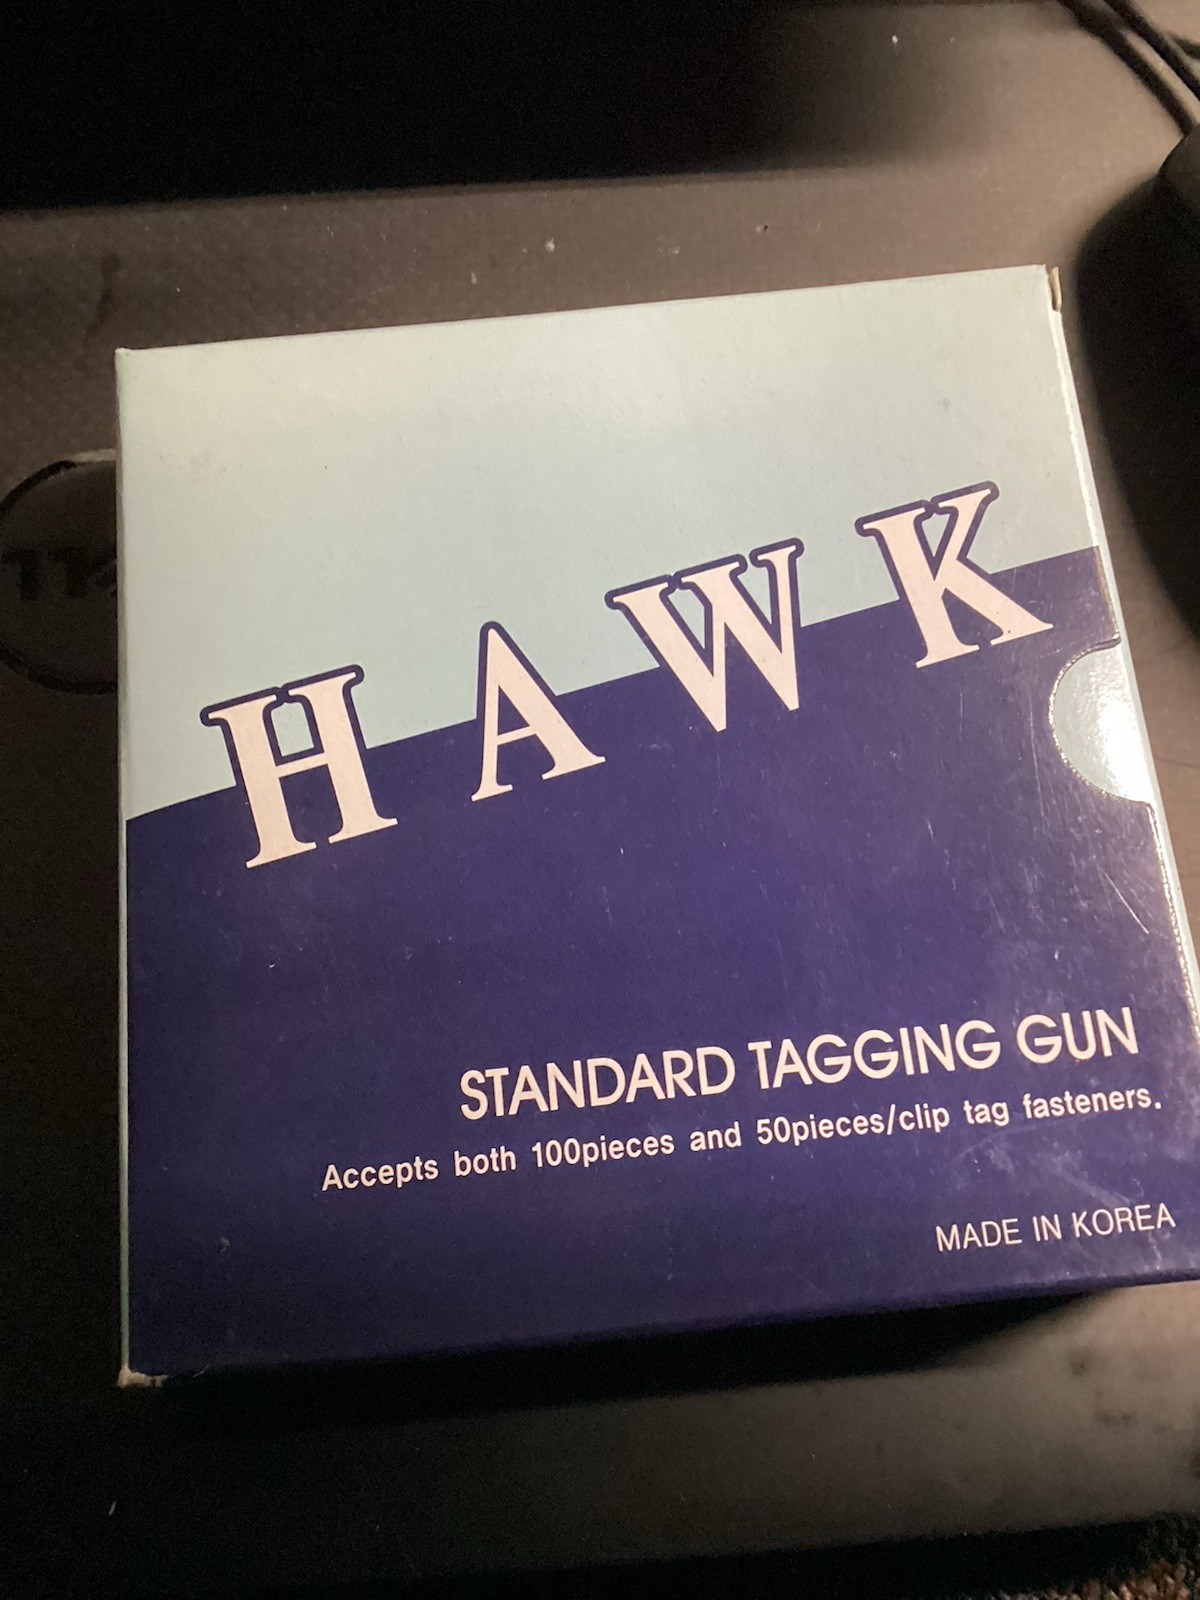 HAWK
STANDARD TAGGING GUN
Accepts both 100pieces and 50pieces/clip tag fasteners.
MADE IN KOREA